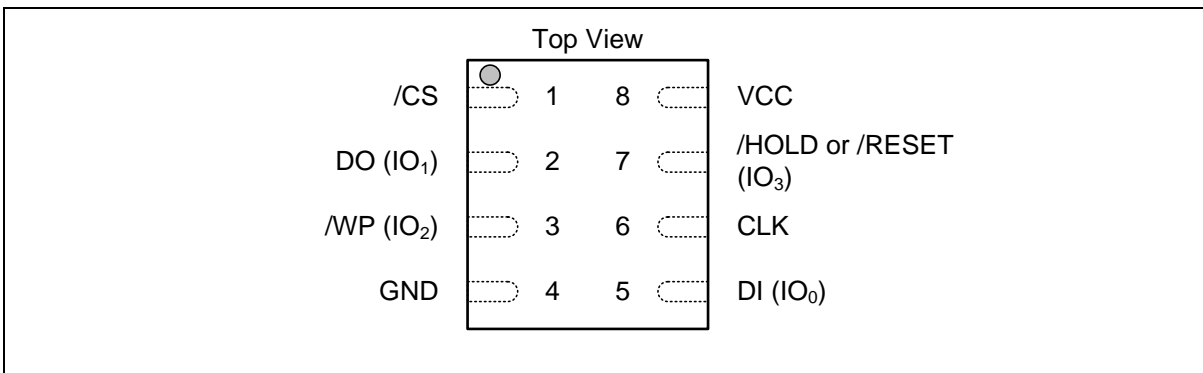 Top View
/CS 1 8 VCC
DO (IO₁) 2 7 /HOLD or /RESET
(IO₃)
/WP (IO₂) 3 6 CLK
GND 4 5 DI (IO₀)